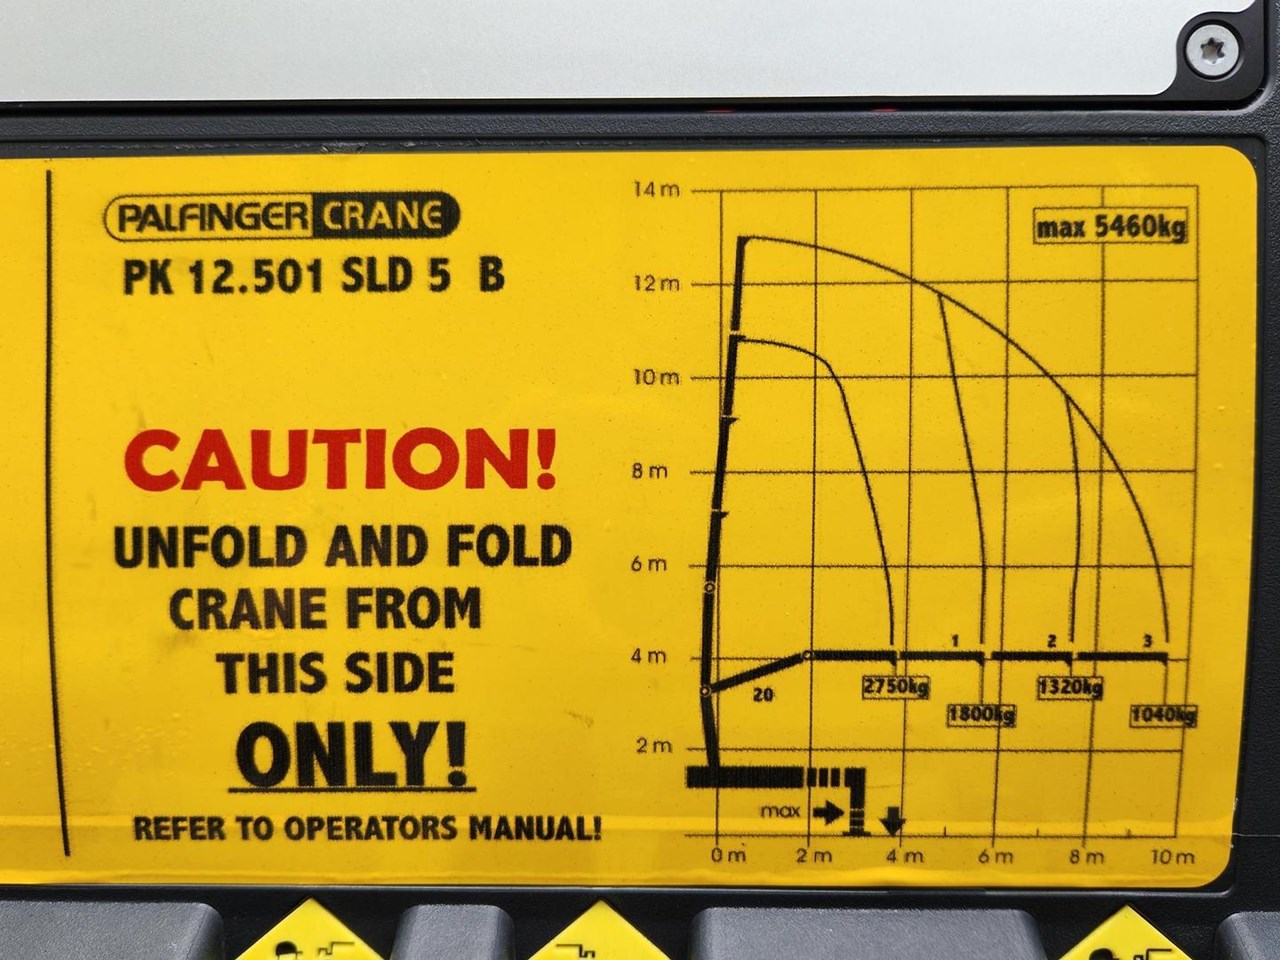 PALFINGER CRANE
PK 12.501 SLD 5 B
CAUTION!
UNFOLD AND FOLD
CRANE FROM
THIS SIDE
ONLY!
REFER TO OPERATORS MANUAL!
14 m
max 5460kg
12 m
10 m
8 m
6 m
4 m
1 2 3
20
2750kg
1320kg
1800kg
1040kg
2 m
max
0 m 2 m 4 m 6 m 8 m 10 m